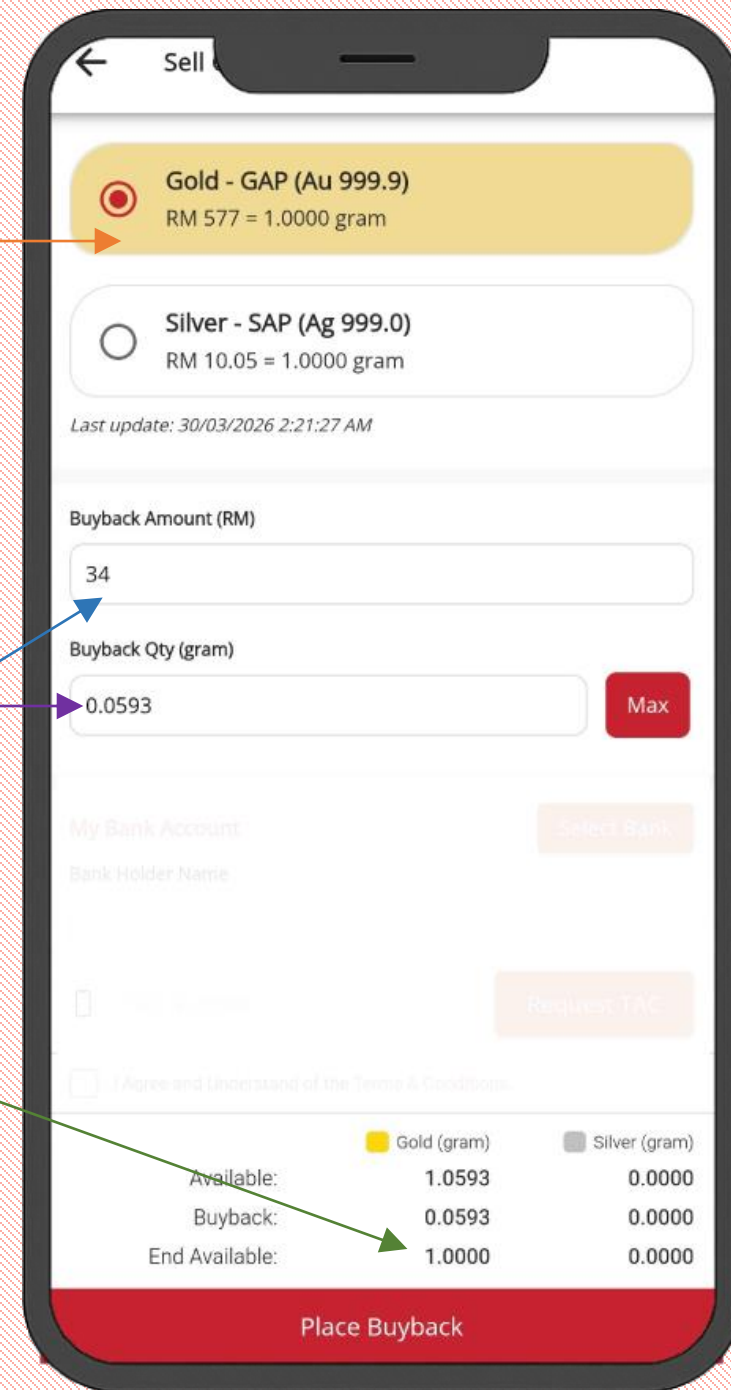 Sell
Gold - GAP (Au 999.9)
RM 577 = 1.0000 gram
Silver - SAP (Ag 999.0)
RM 10.05 = 1.0000 gram
Last update: 30/03/2026 2:21:27 AM
Buyback Amount (RM)
34
Buyback Qty (gram)
0.0593 Max
My Bank Account Select Bank
Bank Holder Name
Request TAC
I Agree and Understand of the Terms & Conditions
Gold (gram) Silver (gram)
Available: 1.0593 0.0000
Buyback: 0.0593 0.0000
End Available: 1.0000 0.0000
Place Buyback